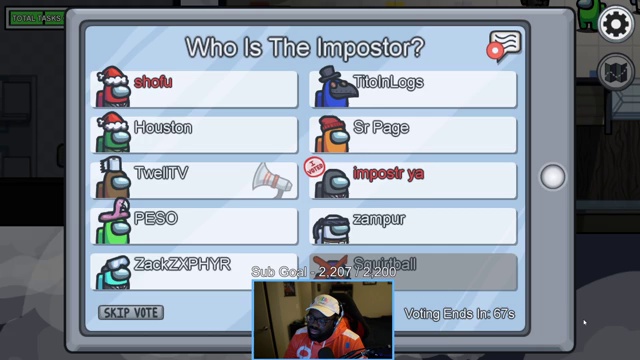 TOTAL TASKS
Who Is The Impostor?
shofu
TitoInLogs
Houston
Sr Page
TwellTV
I VOTED
impostr ya
PESO
zampur
ZackZXPHYR
Squirtball
Sub Goal - 2,207 / 2,200
SKIP VOTE
Voting Ends In: 67s